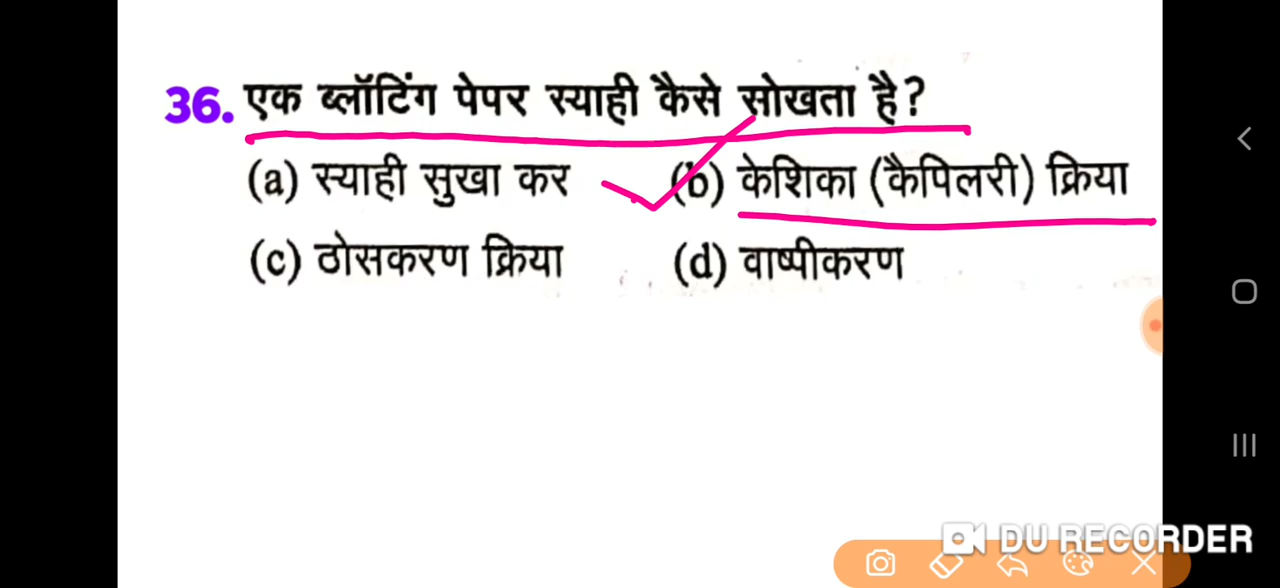 36. एक ब्लॉटिंग पेपर स्याही कैसे सोखता है?
(a) स्याही सुखा कर (b) केशिका (कैपिलरी) क्रिया
(c) ठोसकरण क्रिया (d) वाष्पीकरण
DU RECORDER